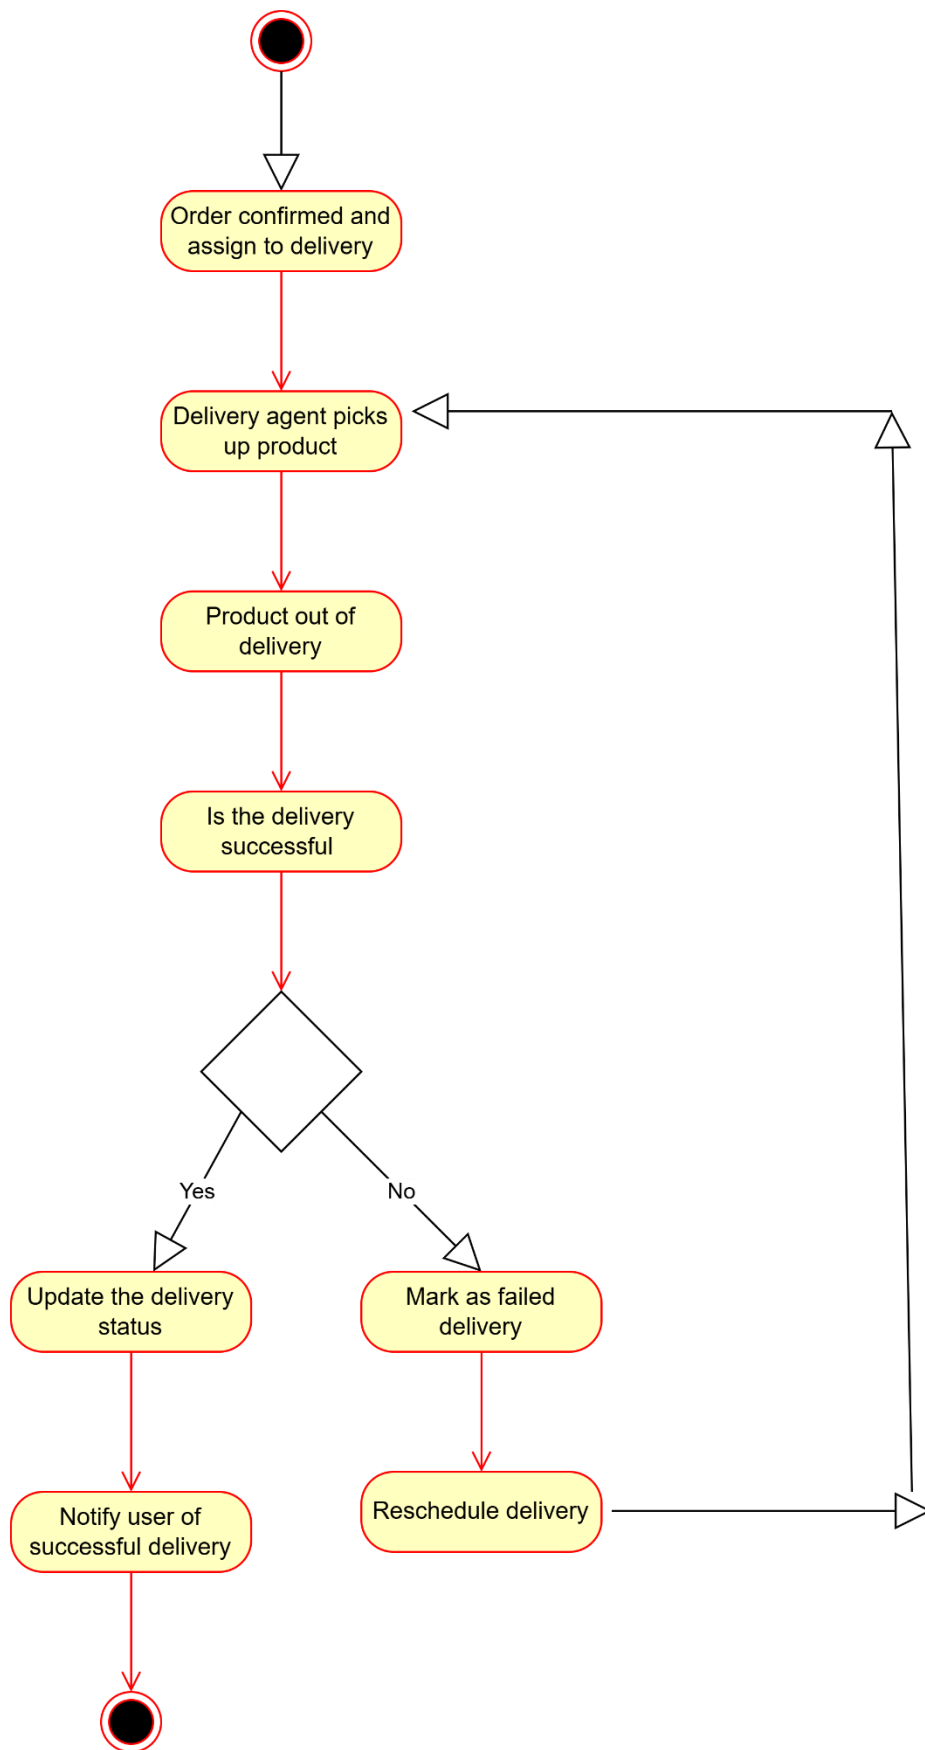 Order confirmed and
assign to delivery
Delivery agent picks
up product
Product out of
delivery
Is the delivery
successful
Yes
No
Update the delivery
status
Mark as failed
delivery
Notify user of
successful delivery
Reschedule delivery